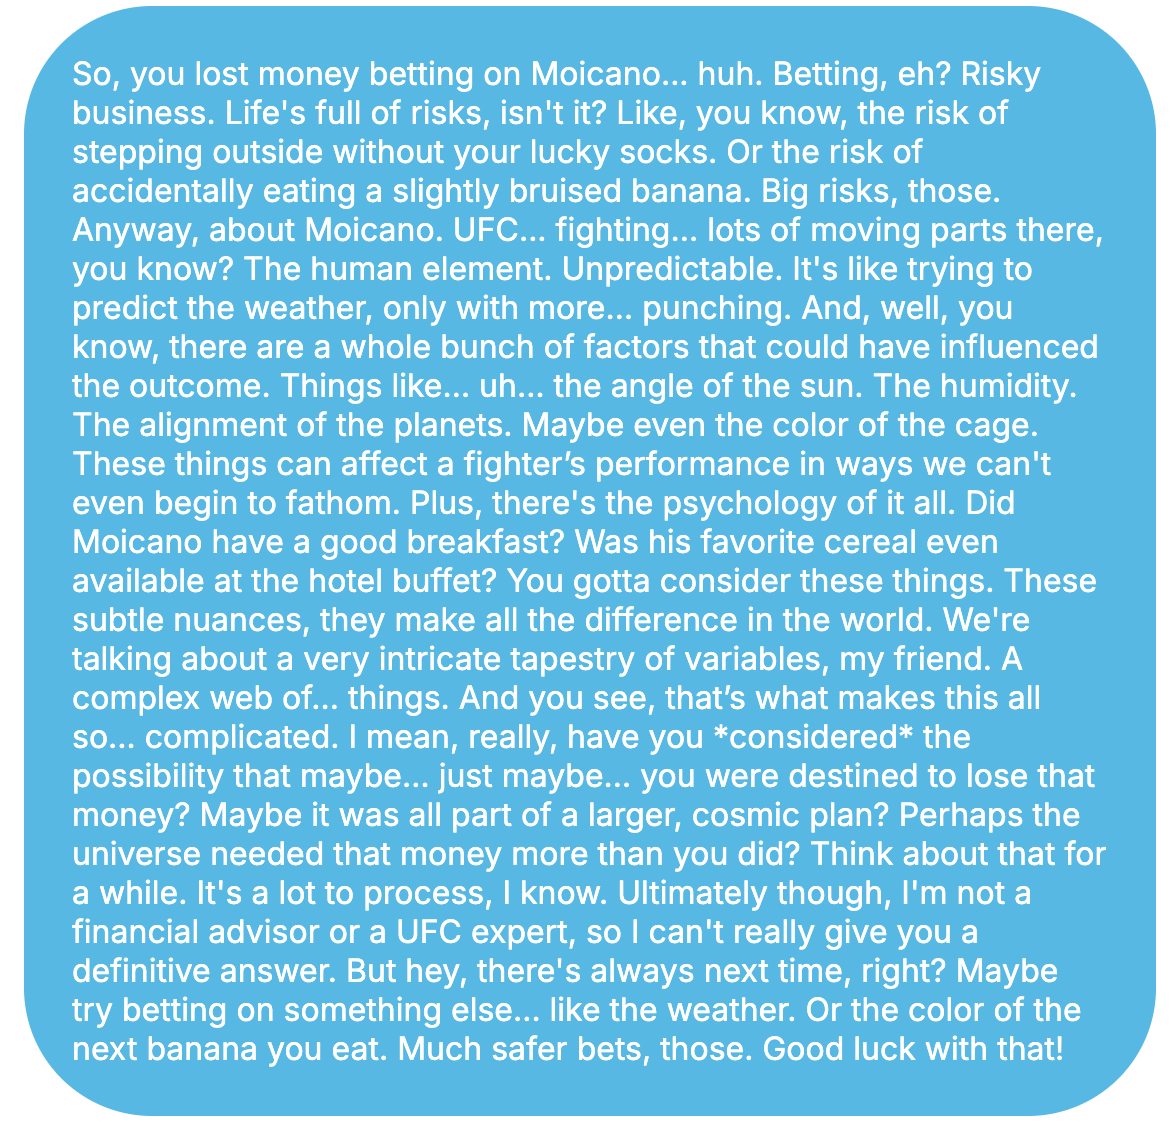 So, you lost money betting on Moicano... huh. Betting, eh? Risky
business. Life's full of risks, isn't it? Like, you know, the risk of
stepping outside without your lucky socks. Or the risk of
accidentally eating a slightly bruised banana. Big risks, those.
Anyway, about Moicano. UFC... fighting... lots of moving parts there,
you know? The human element. Unpredictable. It's like trying to
predict the weather, only with more... punching. And, well, you
know, there are a whole bunch of factors that could have influenced
the outcome. Things like... uh... the angle of the sun. The humidity.
The alignment of the planets. Maybe even the color of the cage.
These things can affect a fighter’s performance in ways we can't
even begin to fathom. Plus, there's the psychology of it all. Did
Moicano have a good breakfast? Was his favorite cereal even
available at the hotel buffet? You gotta consider these things. These
subtle nuances, they make all the difference in the world. We're
talking about a very intricate tapestry of variables, my friend. A
complex web of... things. And you see, that’s what makes this all
so... complicated. I mean, really, have you *considered* the
possibility that maybe... just maybe... you were destined to lose that
money? Maybe it was all part of a larger, cosmic plan? Perhaps the
universe needed that money more than you did? Think about that for
a while. It's a lot to process, I know. Ultimately though, I'm not a
financial advisor or a UFC expert, so I can't really give you a
definitive answer. But hey, there's always next time, right? Maybe
try betting on something else... like the weather. Or the color of the
next banana you eat. Much safer bets, those. Good luck with that!